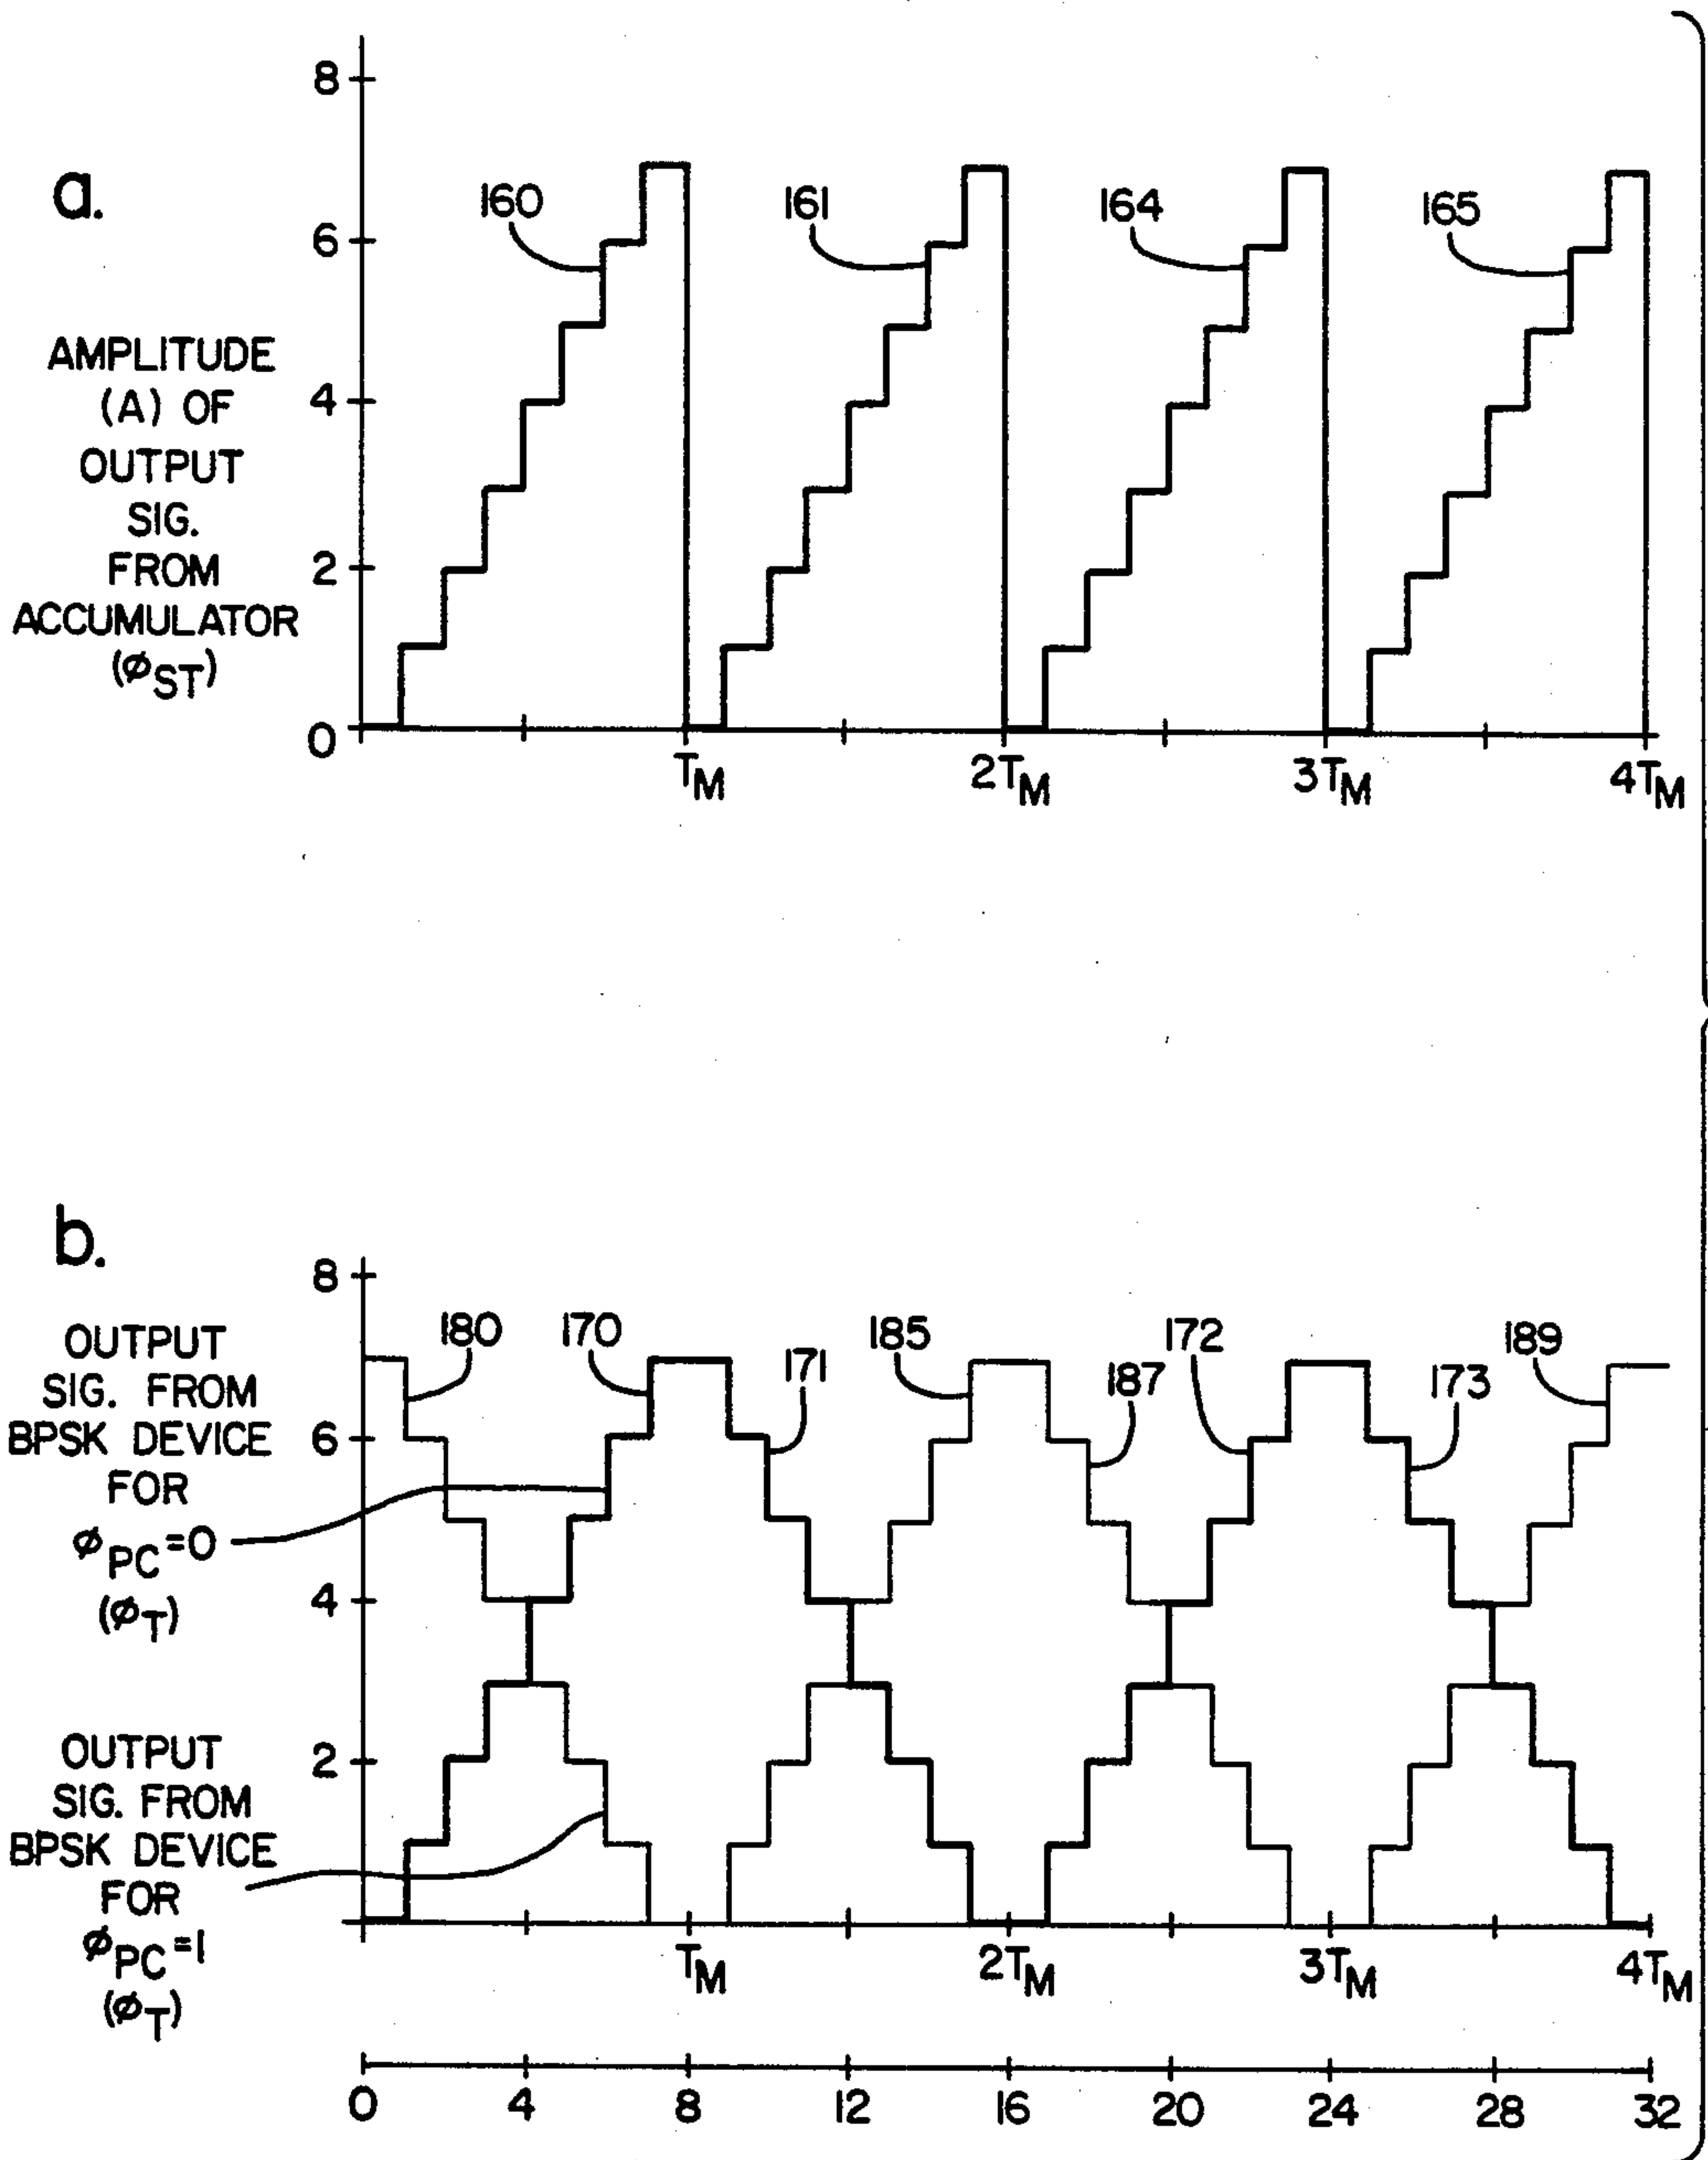 a.
8
6
4
2
0
AMPLITUDE
(A) OF
OUTPUT
SIG.
FROM
ACCUMULATOR
(ØST)
160
161
164
165
TM
2TM
3TM
4TM
b.
8
6
4
2
OUTPUT
SIG. FROM
BPSK DEVICE
FOR
ØPC=0
(ØT)
OUTPUT
SIG. FROM
BPSK DEVICE
FOR
ØPC=1
(ØT)
180
170
171
185
187
172
173
189
TM
2TM
3TM
4TM
0 4 8 12 16 20 24 28 32